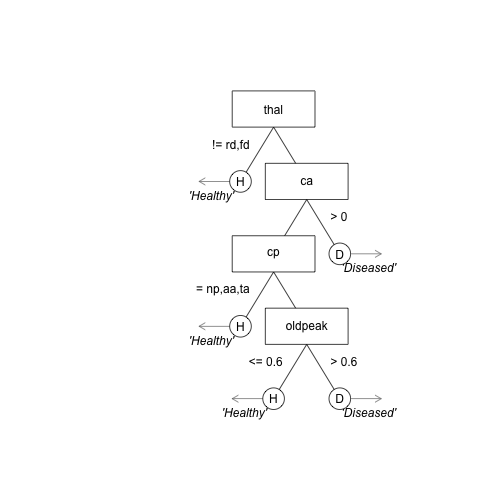 thal
!= rd,fd
H
'Healthy'
ca
> 0
cp
D
'Diseased'
= np,aa,ta
H
'Healthy'
oldpeak
<= 0.6
> 0.6
H
'Healthy'
D
'Diseased'